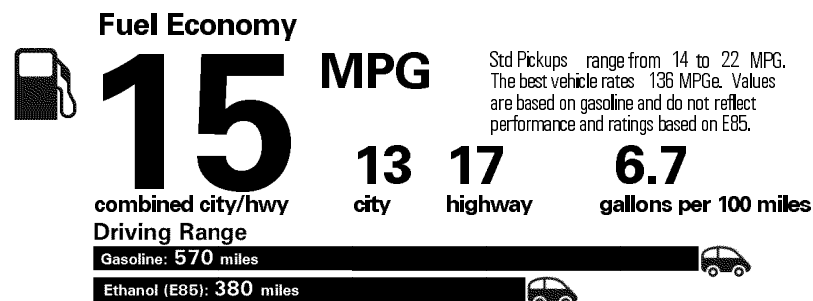 Fuel Economy
15 MPG
Std Pickups range from 14 to 22 MPG.
The best vehicle rates 136 MPGe. Values
are based on gasoline and do not reflect
performance and ratings based on E85.
combined city/hwy
13 city
17 highway
6.7 gallons per 100 miles
Driving Range
Gasoline: 570 miles
Ethanol (E85): 380 miles